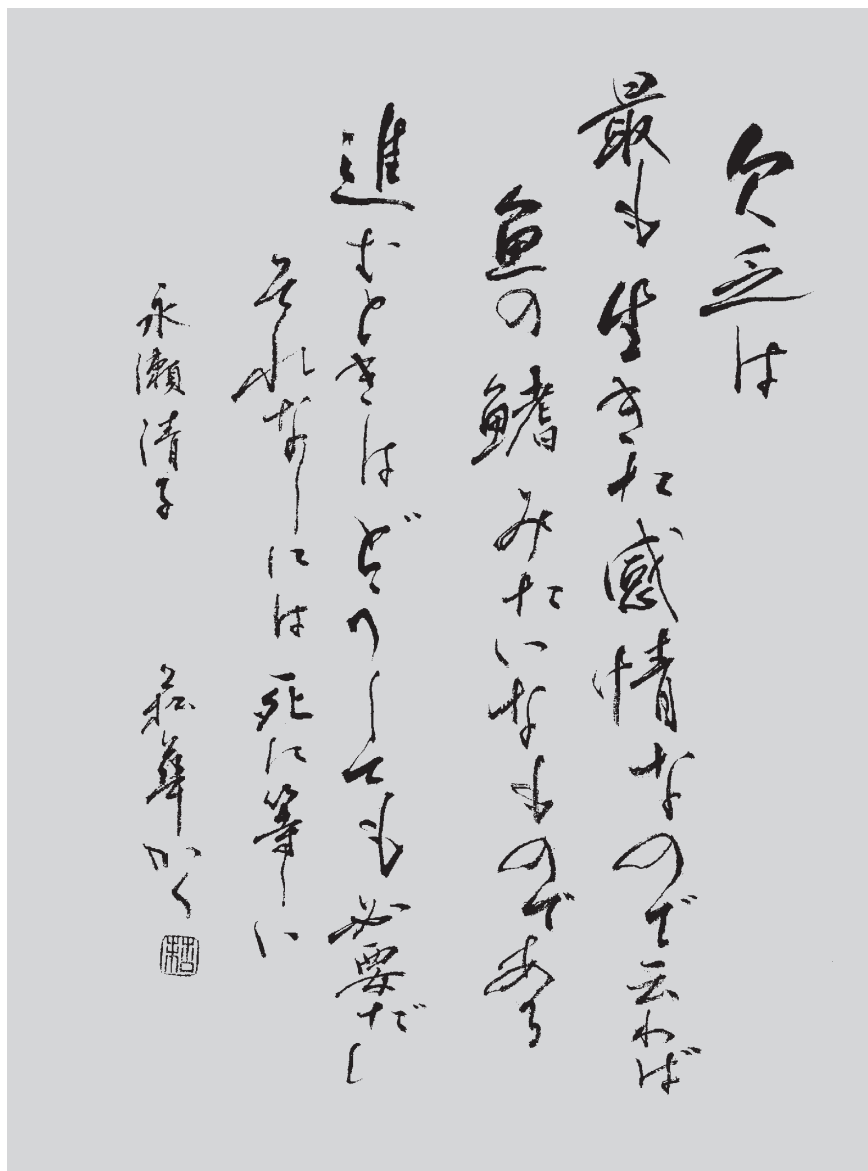 欠乏は
最も生きた感情なので云わば
魚の鰭みたいなものである
進むときはどうしても必要だし
それなしには死に等しい
永瀬清子 華かく